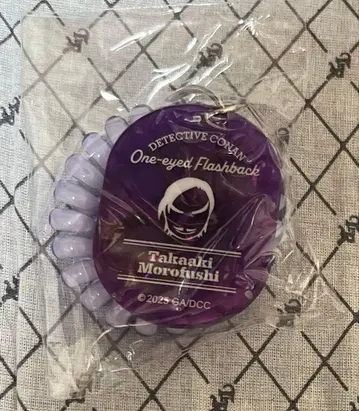 DETECTIVE CONAN
One-eyed Flashback
Takaaki
Morofushi
©2025 GA/DCC